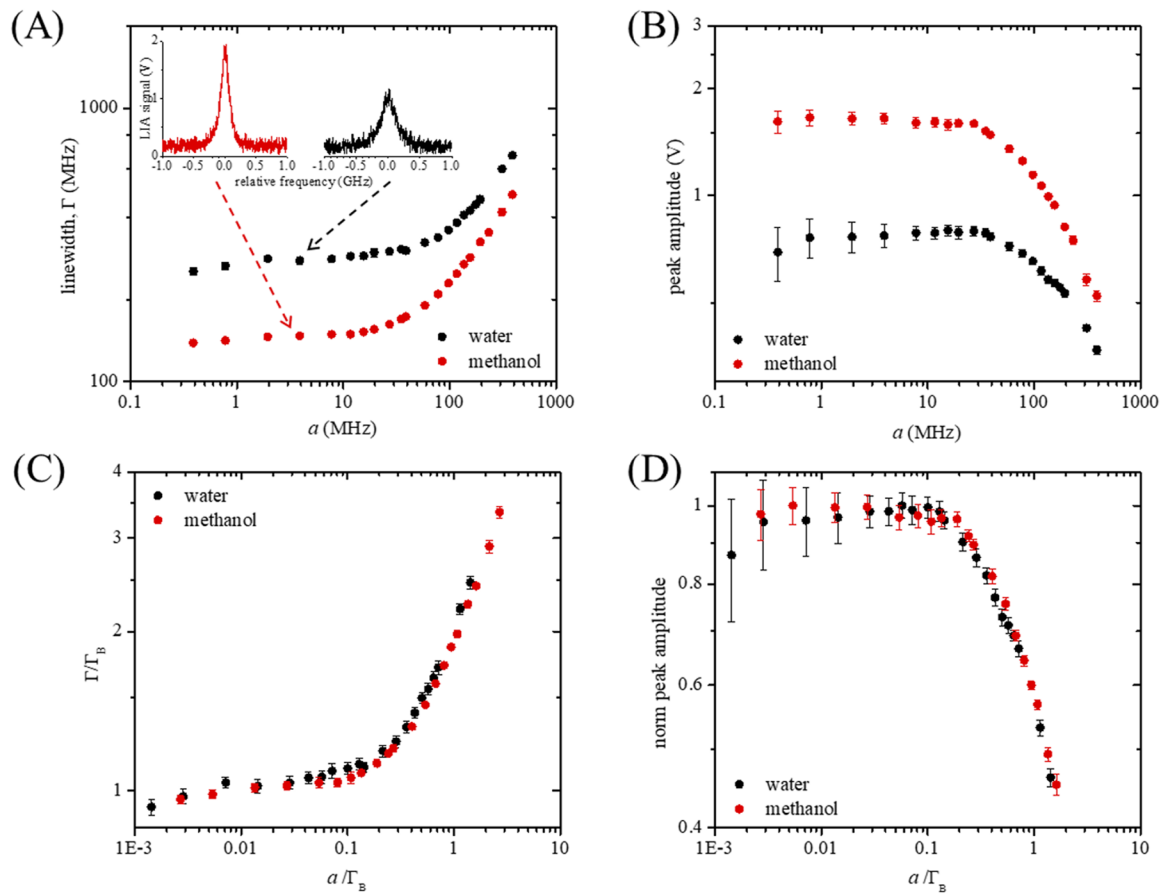 (A)
linewidth, Γ (MHz)
1000
100
LIA signal (V)
2
1
0
-1.0 -0.5 0.0 0.5 1.0
-1.0 -0.5 0.0 0.5 1.0
relative frequency (GHz)
water
methanol
0.1 1 10 100 1000
a (MHz)
(B)
peak amplitude (V)
3
2
1
water
methanol
0.1 1 10 100 1000
a (MHz)
(C)
Γ/ΓB
4
3
2
1
water
methanol
1E-3 0.01 0.1 1 10
a/ΓB
(D)
norm peak amplitude
1
0.8
0.6
0.4
water
methanol
1E-3 0.01 0.1 1 10
a/ΓB